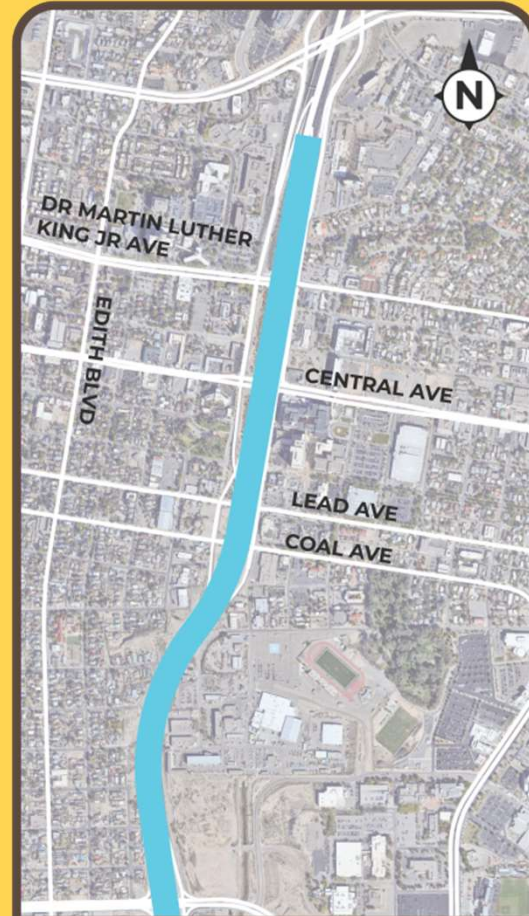 N
DR MARTIN LUTHER
KING JR AVE
EDITH BLVD
CENTRAL AVE
LEAD AVE
COAL AVE